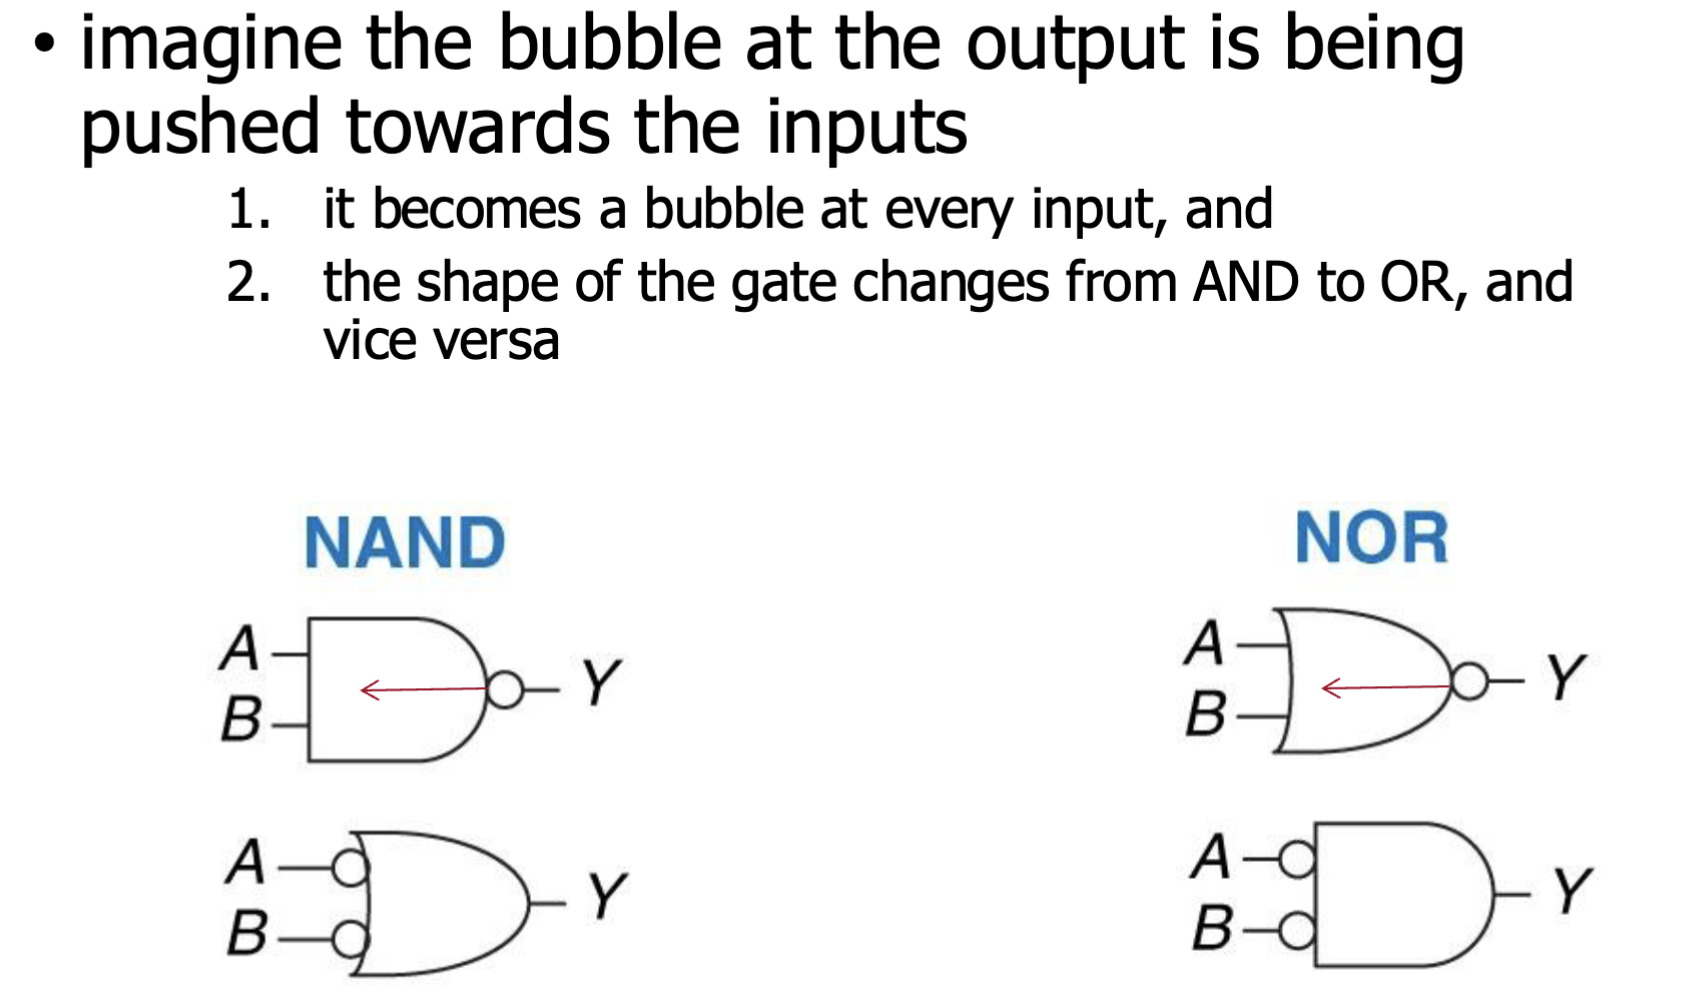 • imagine the bubble at the output is being
pushed towards the inputs
1. it becomes a bubble at every input, and
2. the shape of the gate changes from AND to OR, and
vice versa
NAND
NOR
A
B
Y
A
B
Y
A
B
Y
A
B
Y